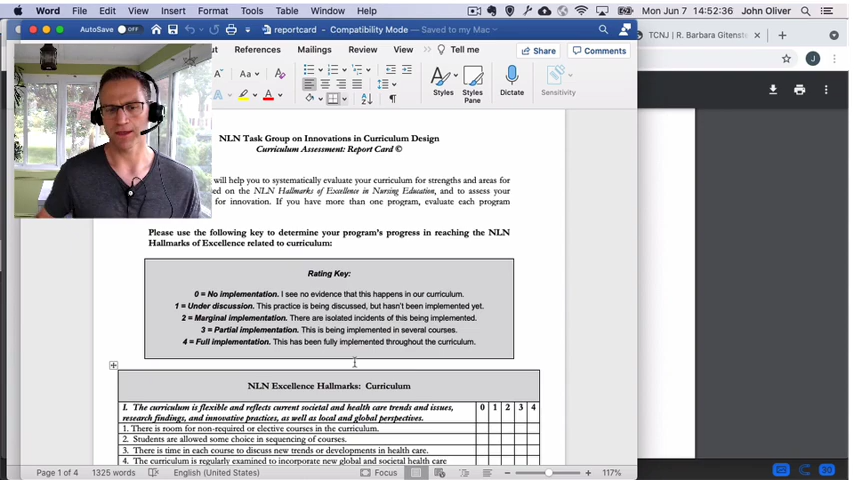 Word File Edit View Insert Format Tools Table Window Help Mon Jun 7 14:52:36 John Oliver
AutoSave OFF reportcard - Compatibility Mode — Saved to my Mac
TCNJ | R. Barbara Gitenste
References Mailings Review View Tell me Share Comments
Aa
Styles Styles Pane Dictate Sensitivity
NLN Task Group on Innovations in Curriculum Design
Curriculum Assessment: Report Card ©
will help you to systematically evaluate your curriculum for strengths and areas for
ed on the NLN Hallmarks of Excellence in Nursing Education, and to assess your
for innovation. If you have more than one program, evaluate each program
Please use the following key to determine your program's progress in reaching the NLN
Hallmarks of Excellence related to curriculum:
Rating Key:
0 = No implementation. I see no evidence that this happens in our curriculum.
1 = Under discussion. This practice is being discussed, but hasn't been implemented yet.
2 = Marginal implementation. There are isolated incidents of this being implemented.
3 = Partial implementation. This is being implemented in several courses.
4 = Full implementation. This has been fully implemented throughout the curriculum.
NLN Excellence Hallmarks: Curriculum
I. The curriculum is flexible and reflects current societal and health care trends and issues, 0 1 2 3 4
research findings, and innovative practices, as well as local and global perspectives.
1. There is room for non-required or elective courses in the curriculum.
2. Students are allowed some choice in sequencing of courses.
3. There is time in each course to discuss new trends or developments in health care.
4. The curriculum is regularly examined to incorporate new global and societal health care
Page 1 of 4 1325 words English (United States) Focus 117%